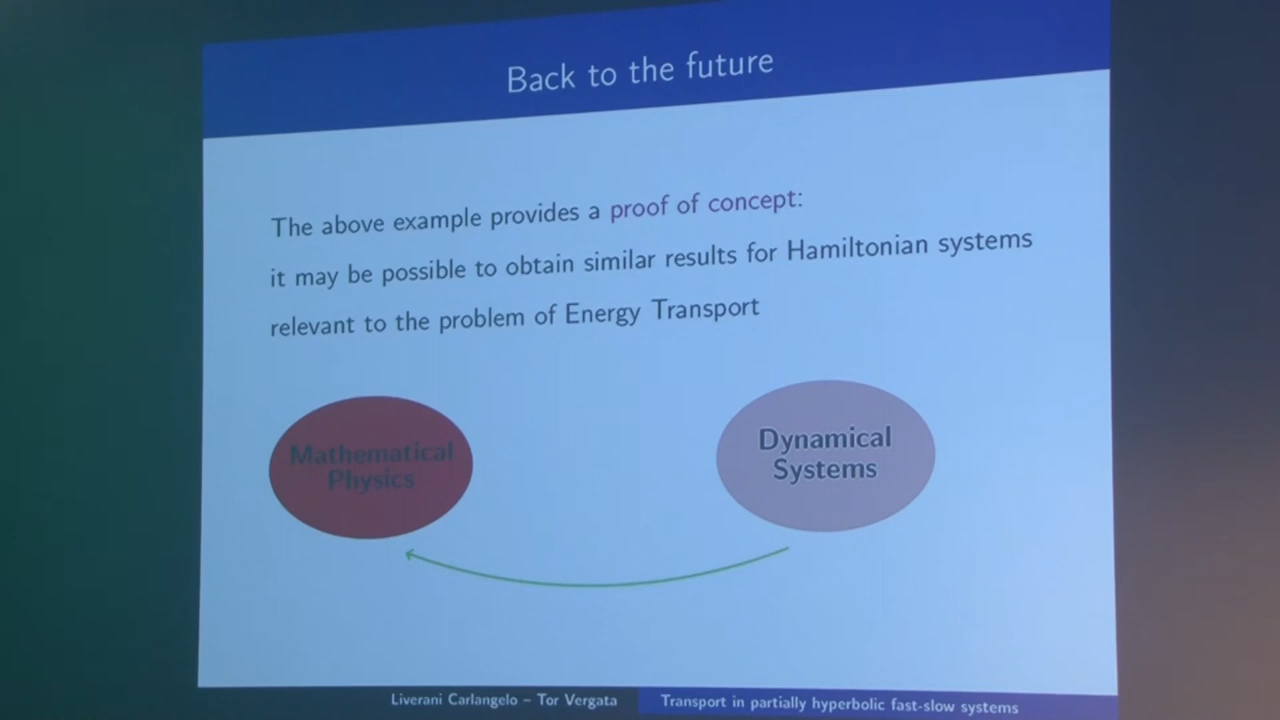 Back to the future
The above example provides a proof of concept:
it may be possible to obtain similar results for Hamiltonian systems
relevant to the problem of Energy Transport
Mathematical
Physics
Dynamical
Systems
Liverani Carlangelo – Tor Vergata
Transport in partially hyperbolic fast-slow systems